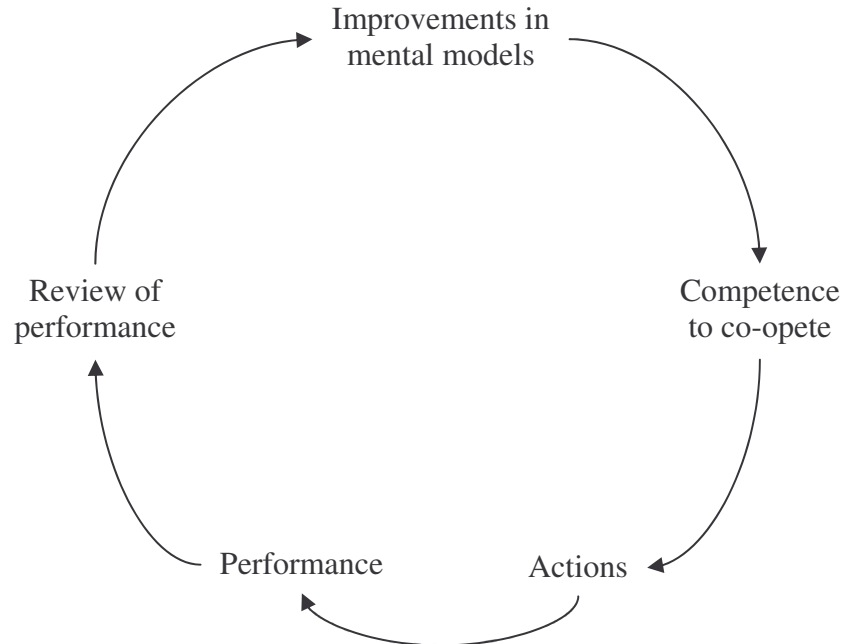 Improvements in
mental models
Competence
to co-opete
Actions
Performance
Review of
performance